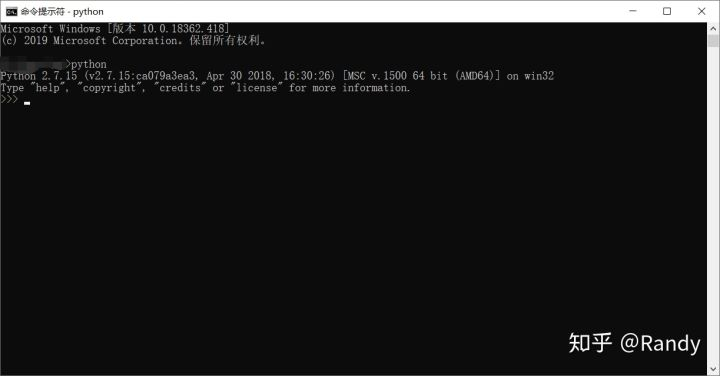 命令提示符 - python
Microsoft Windows [版本 10.0.18362.418]
(c) 2019 Microsoft Corporation。保留所有权利。
>python
Python 2.7.15 (v2.7.15:ca079a3ea3, Apr 30 2018, 16:30:26) [MSC v.1500 64 bit (AMD64)] on win32
Type "help", "copyright", "credits" or "license" for more information.
>>>
知乎 @Randy